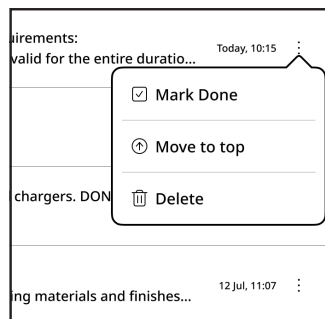 uirements:
valid for the entire duratio...
Today, 10:15
Mark Done
Move to top
chargers. DON
Delete
12 Jul, 11:07
ing materials and finishes...